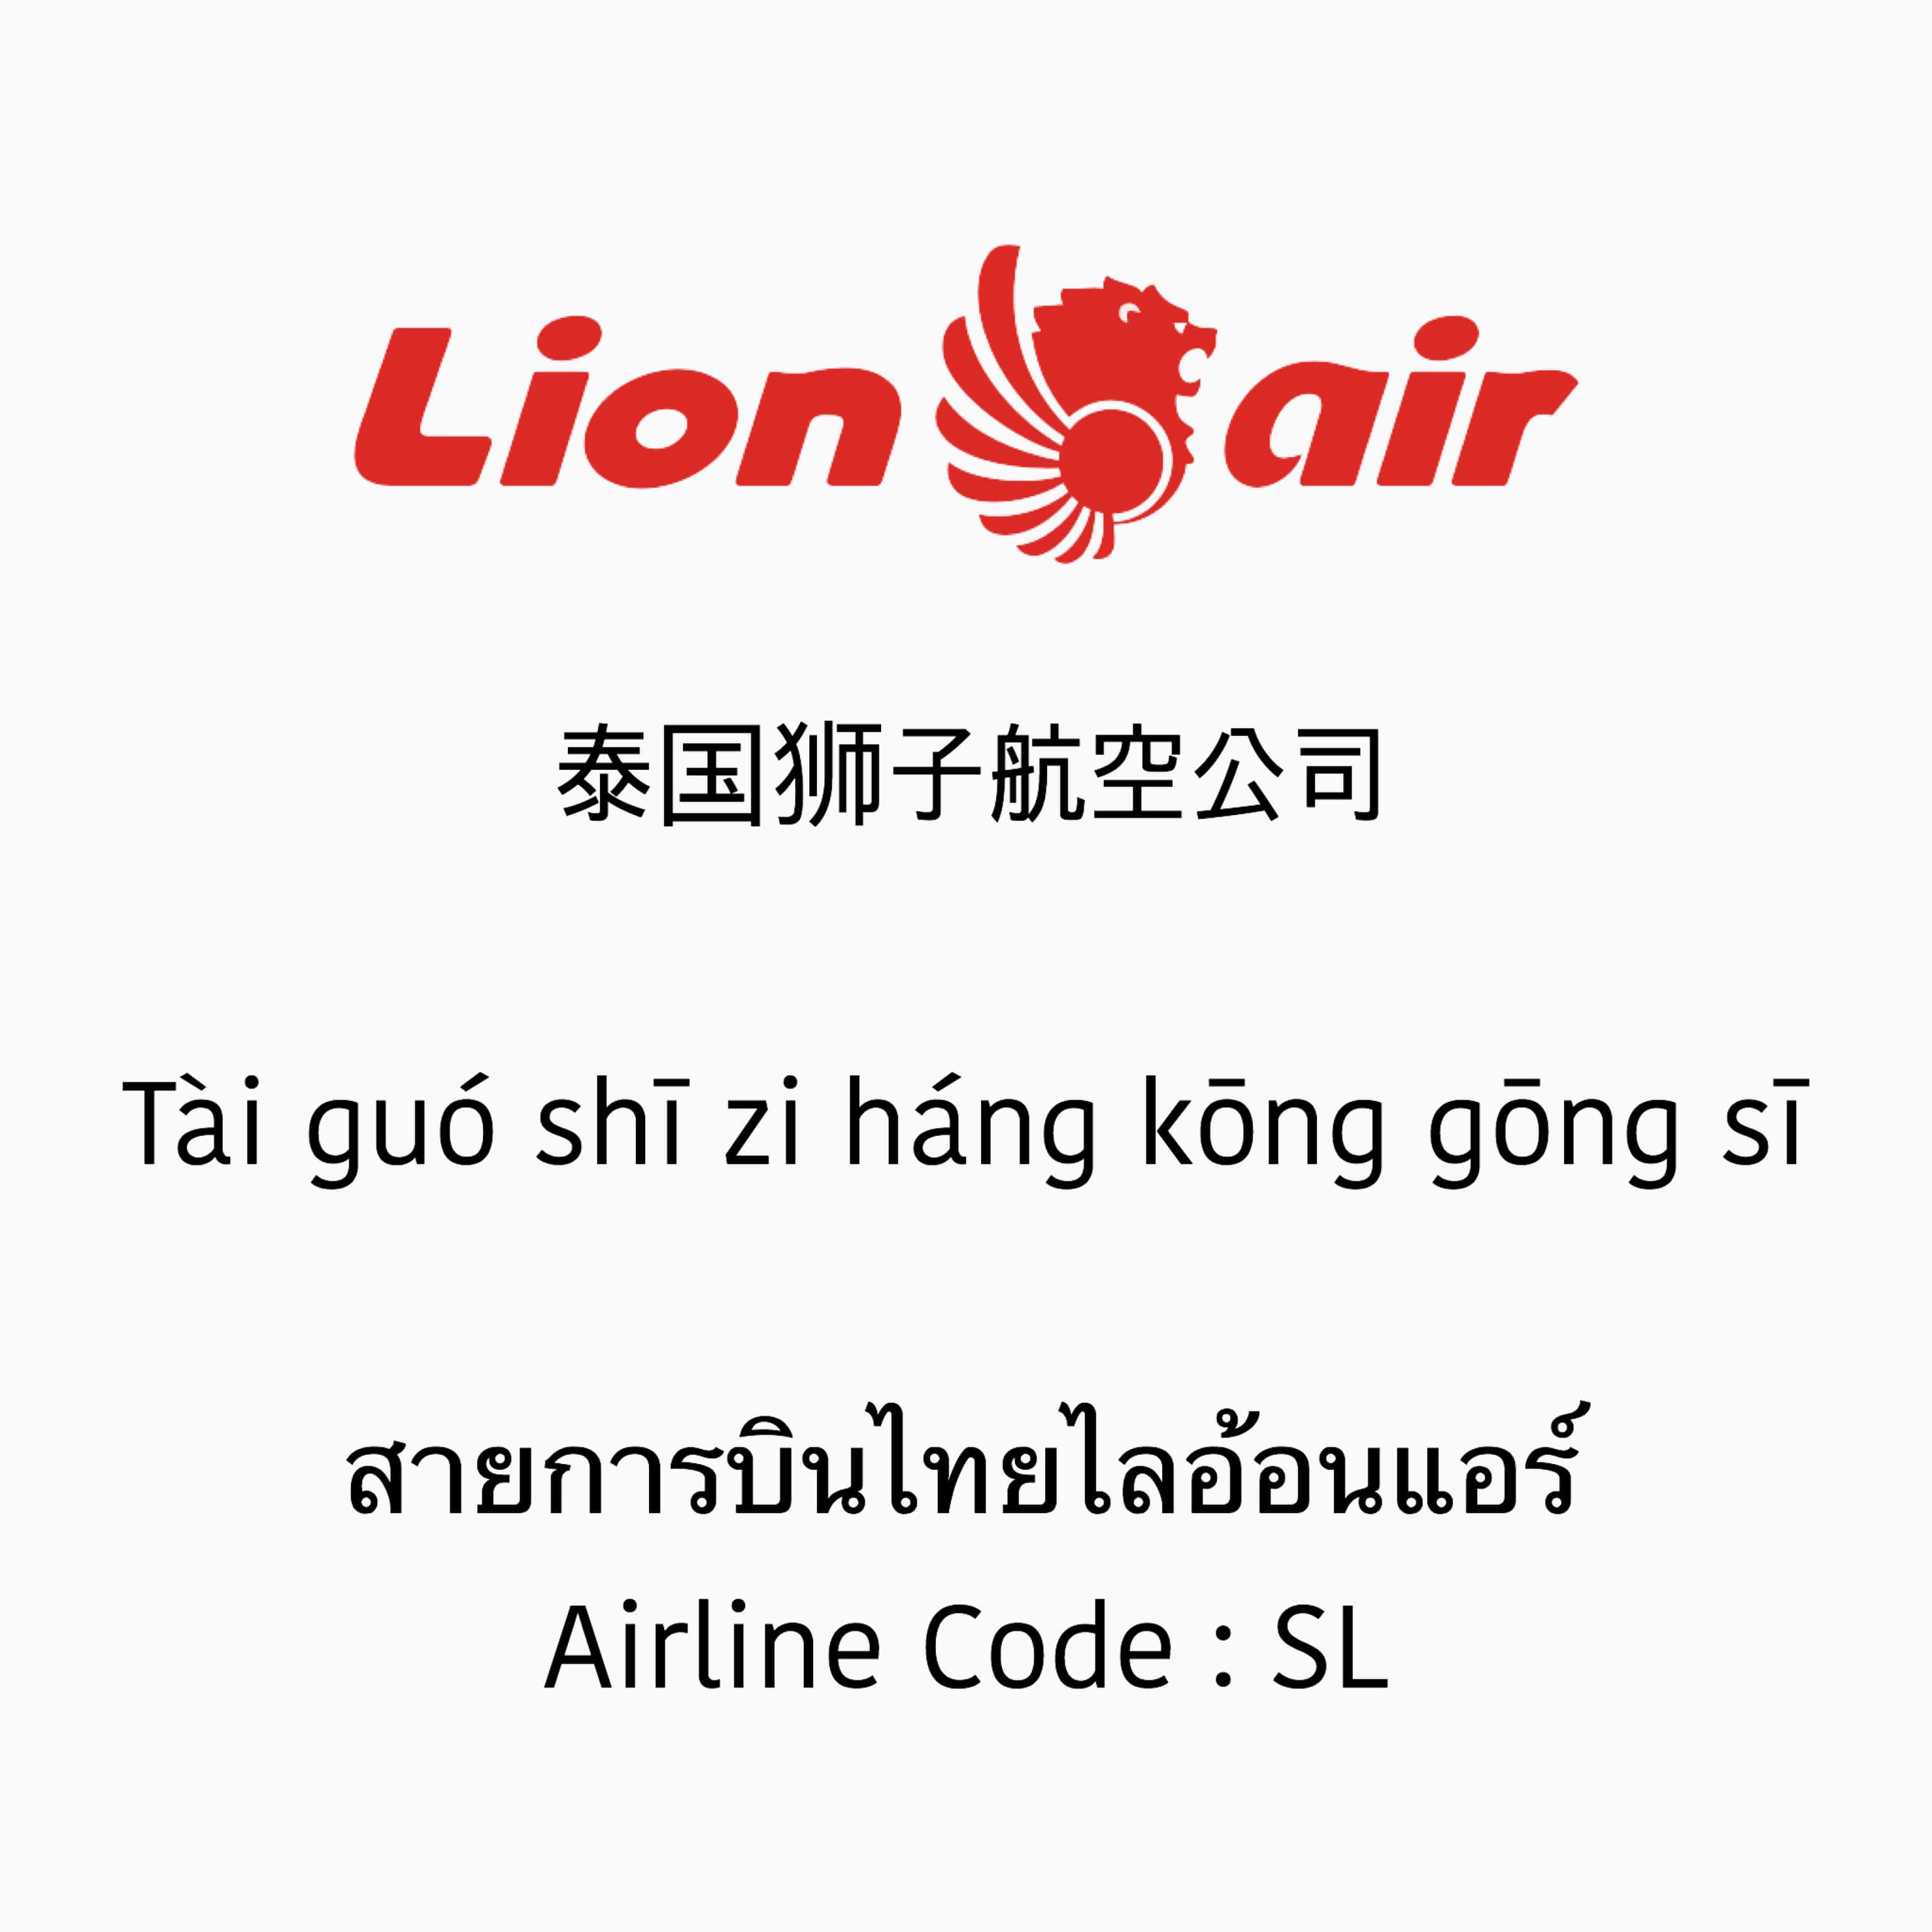 Lion air
泰国狮子航空公司
Tài guó shī zi háng kōng gōng sī
สายการบินไทยไลอ้อนแอร์
Airline Code : SL